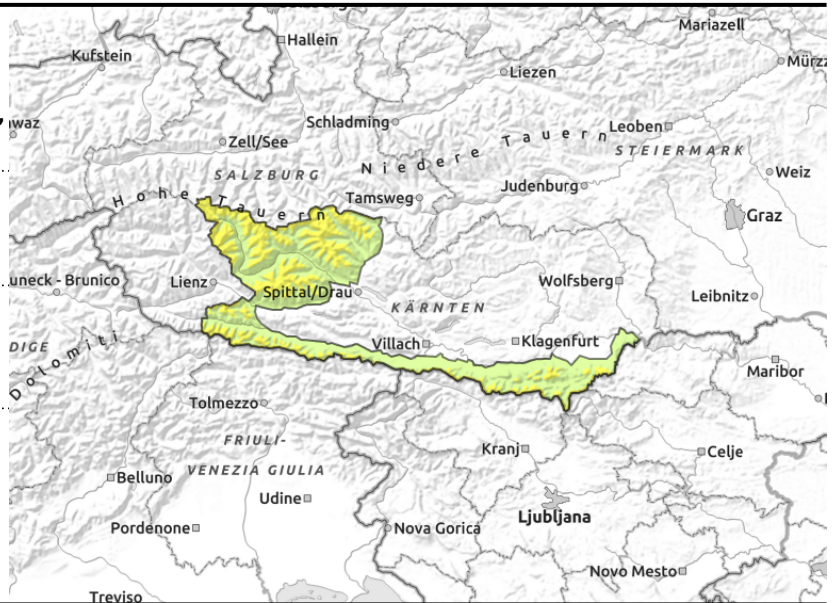 Mariazell
Hallein
Kufstein
Liezen
Schladming
Leoben
Zell/See
Niedere Tauern
STEIERMARK
SALZBURG
Weiz
Hohe Tauern
Tamsweg
Judenburg
Graz
uneck - Brunico
Lienz
Spittal/Drau
Wolfsberg
Leibnitz
KÄRNTEN
Dolomiti
DIGE
Villach
Klagenfurt
Maribor
Tolmezzo
FRIULI-
VENEZIA GIULIA
Kranj
Celje
Belluno
Udine
Ljubljana
Pordenone
Nova Gorica
Novo Mesto
Treviso